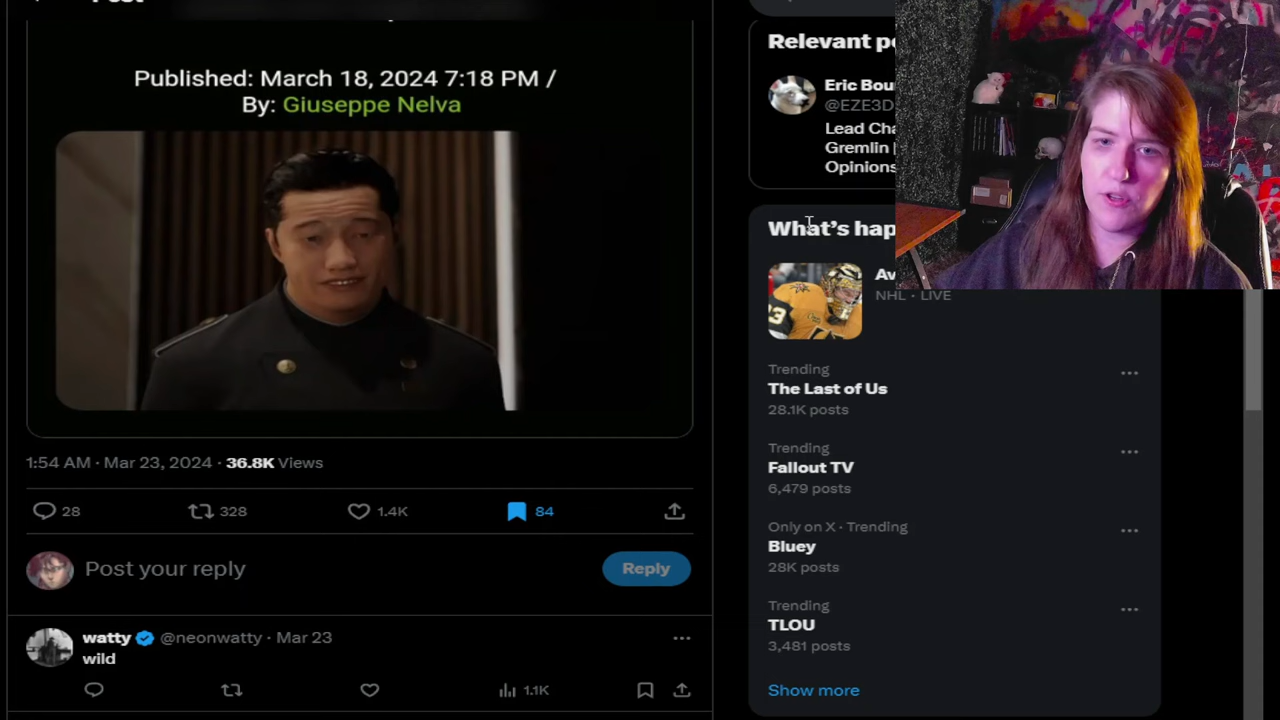 Post
Published: March 18, 2024 7:18 PM /
By: Giuseppe Nelva
1:54 AM · Mar 23, 2024 · 36.8K Views
28
328
1.4K
84
Post your reply
Reply
watty @neonwatty · Mar 23
wild
1.1K
Relevant pe
Eric Bou
@EZE3D
Lead Cha
Gremlin |
Opinions
What's hap
Av
NHL · LIVE
Trending
The Last of Us
28.1K posts
Trending
Fallout TV
6,479 posts
Only on X · Trending
Bluey
28K posts
Trending
TLOU
3,481 posts
Show more